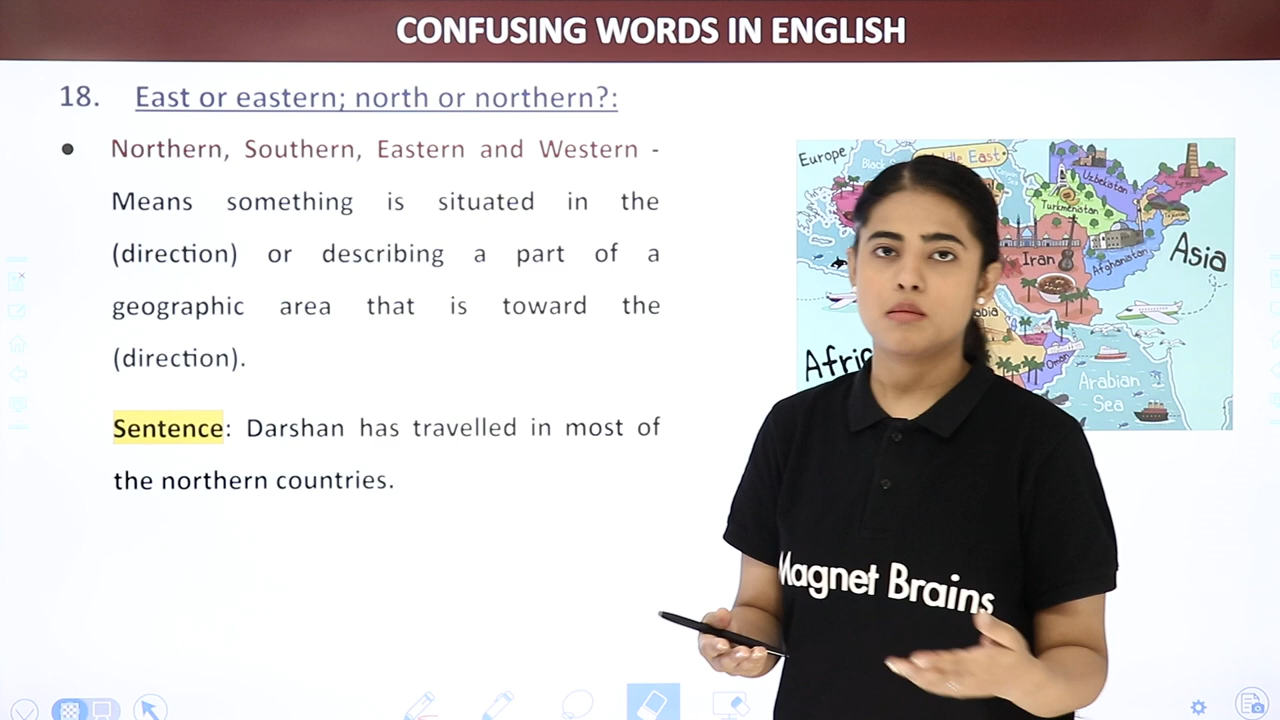 CONFUSING WORDS IN ENGLISH
18. East or eastern; north or northern?:
● Northern, Southern, Eastern and Western -
Means something is situated in the
(direction) or describing a part of a
geographic area that is toward the
(direction).
Sentence: Darshan has travelled in most of
the northern countries.
Europe
East
Uzbekistan
Turkmenistan
Asia
Iran
Afghanistan
Oman
Arabian
Sea
Magnet Brains